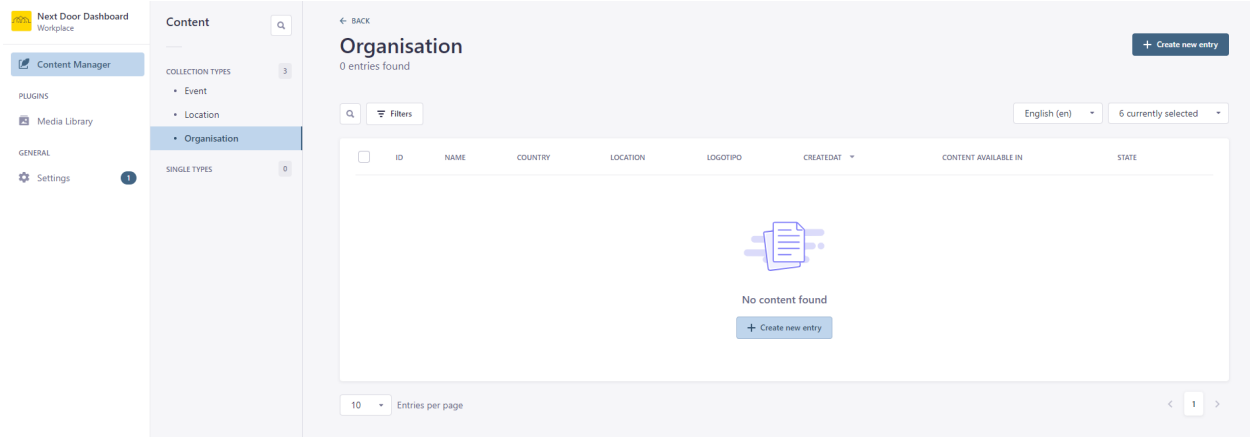 Next Door Dashboard
Workplace
Content Manager
PLUGINS
Media Library
GENERAL
Settings 1
Content
COLLECTION TYPES 3
Event
Location
Organisation
SINGLE TYPES 0
BACK
Organisation
0 entries found
Create new entry
Filters
English (en)
6 currently selected
ID NAME COUNTRY LOCATION LOGOTIPO CREATEDAT CONTENT AVAILABLE IN STATE
No content found
Create new entry
10 Entries per page
1